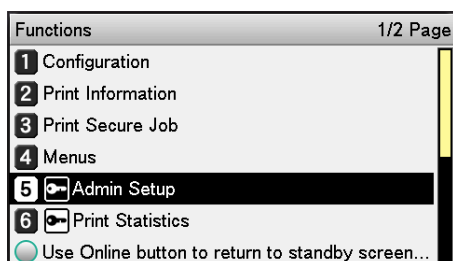 Functions 1/2 Page
1 Configuration
2 Print Information
3 Print Secure Job
4 Menus
5 Admin Setup
6 Print Statistics
Use Online button to return to standby screen...